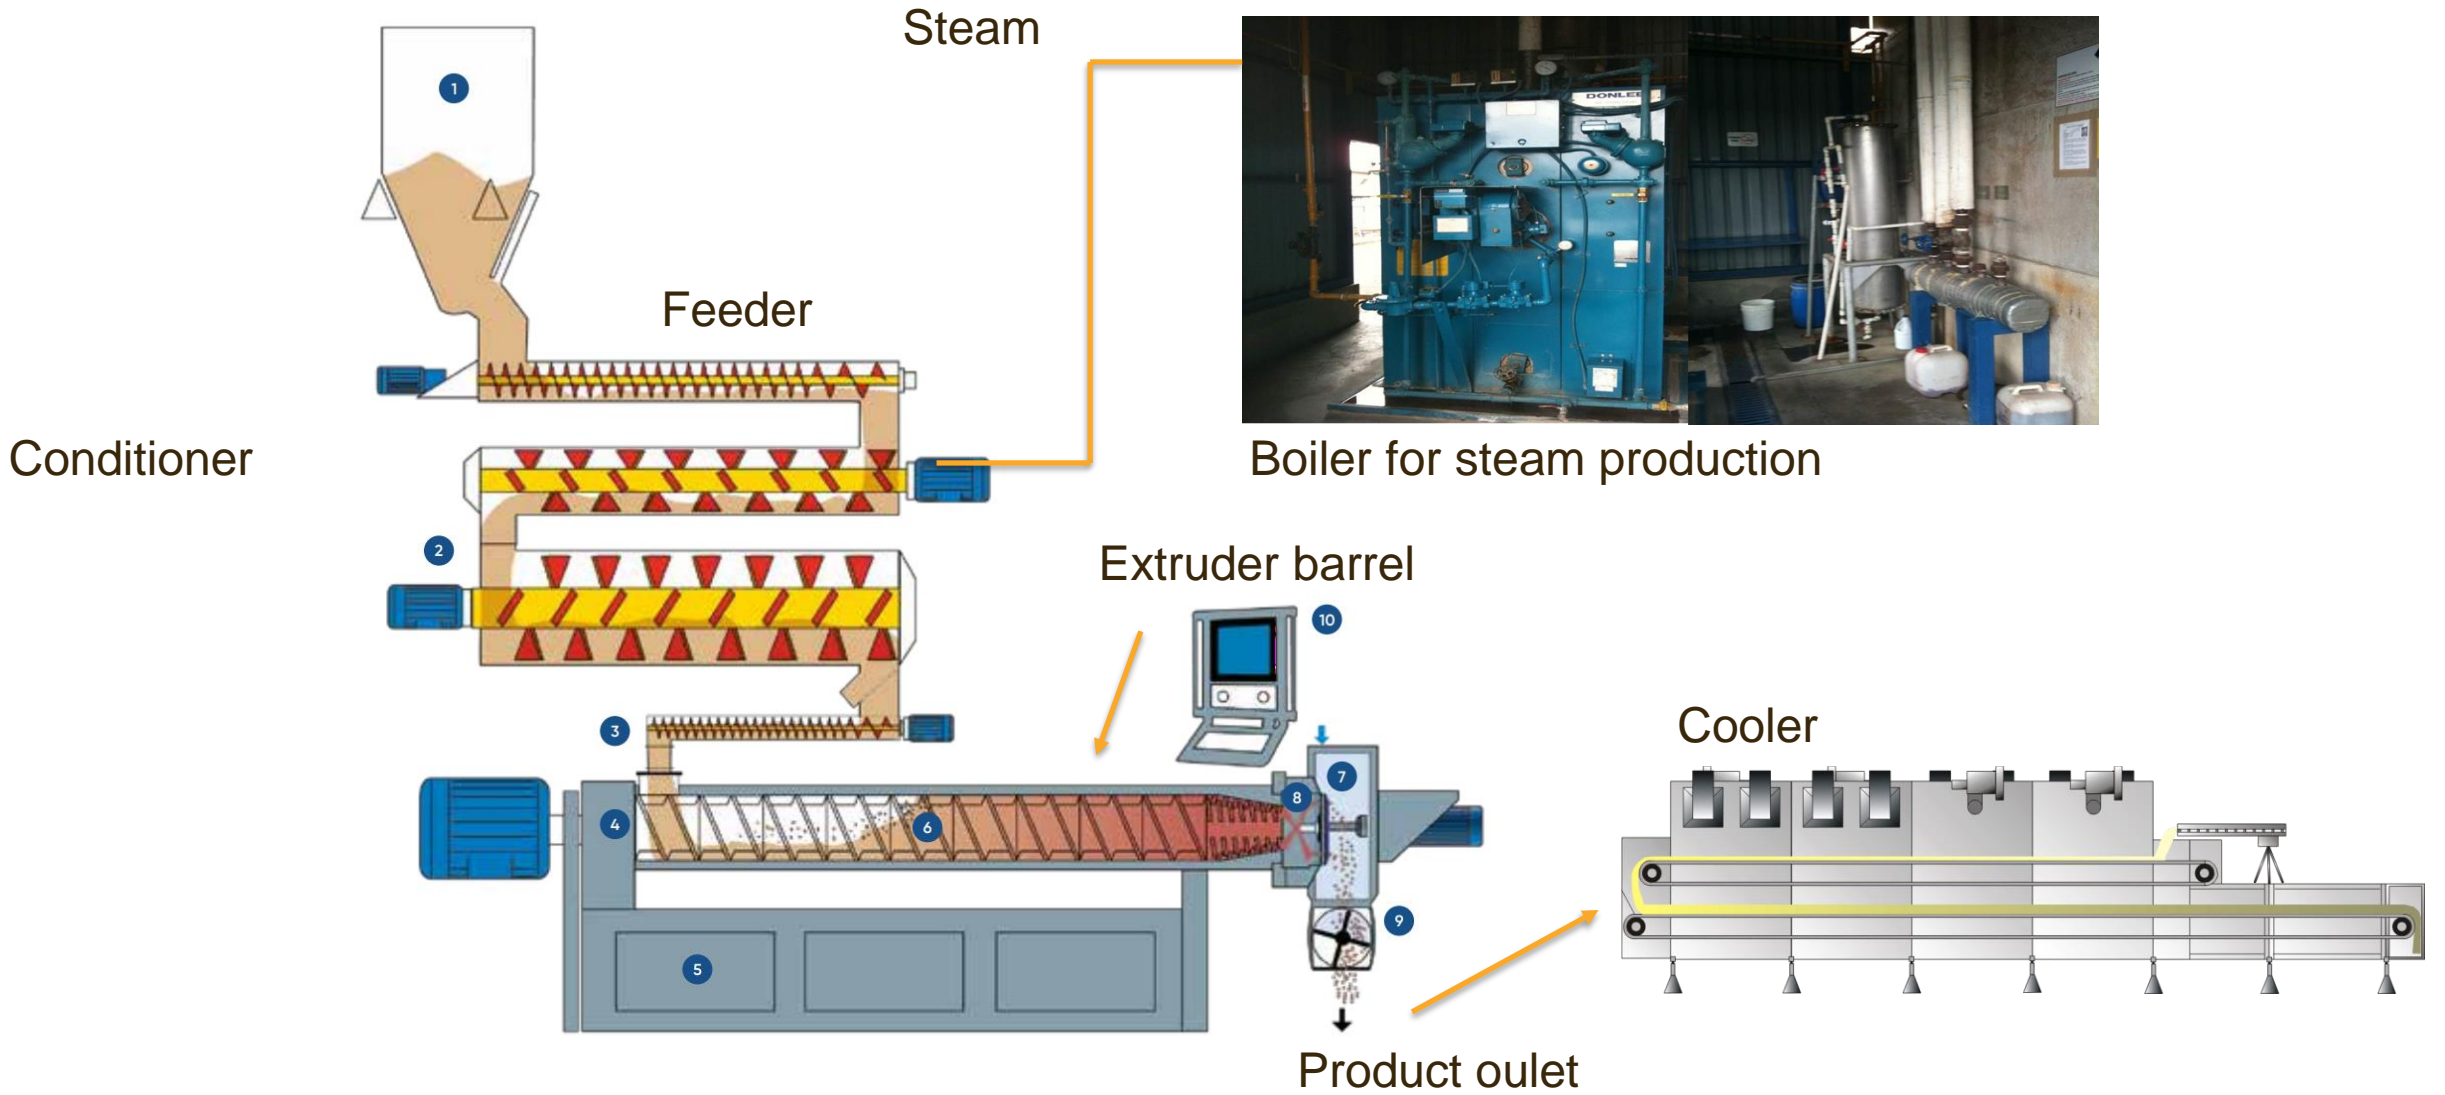 Steam
1
DONLEE
Feeder
Conditioner
Boiler for steam production
2
Extruder barrel
10
3
Cooler
7
8
4
6
9
5
Product oulet